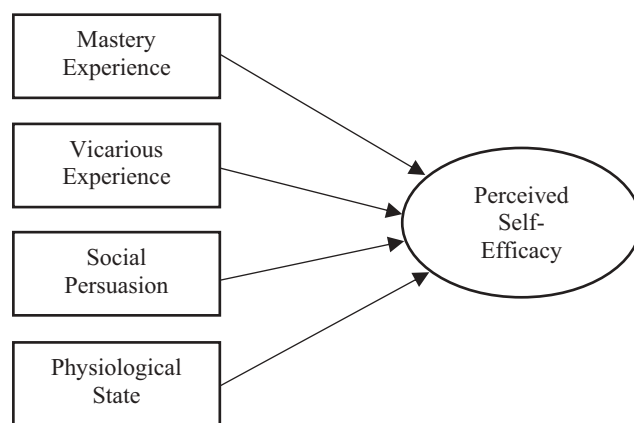 Mastery
Experience
Vicarious
Experience
Social
Persuasion
Physiological
State
Perceived
Self-
Efficacy